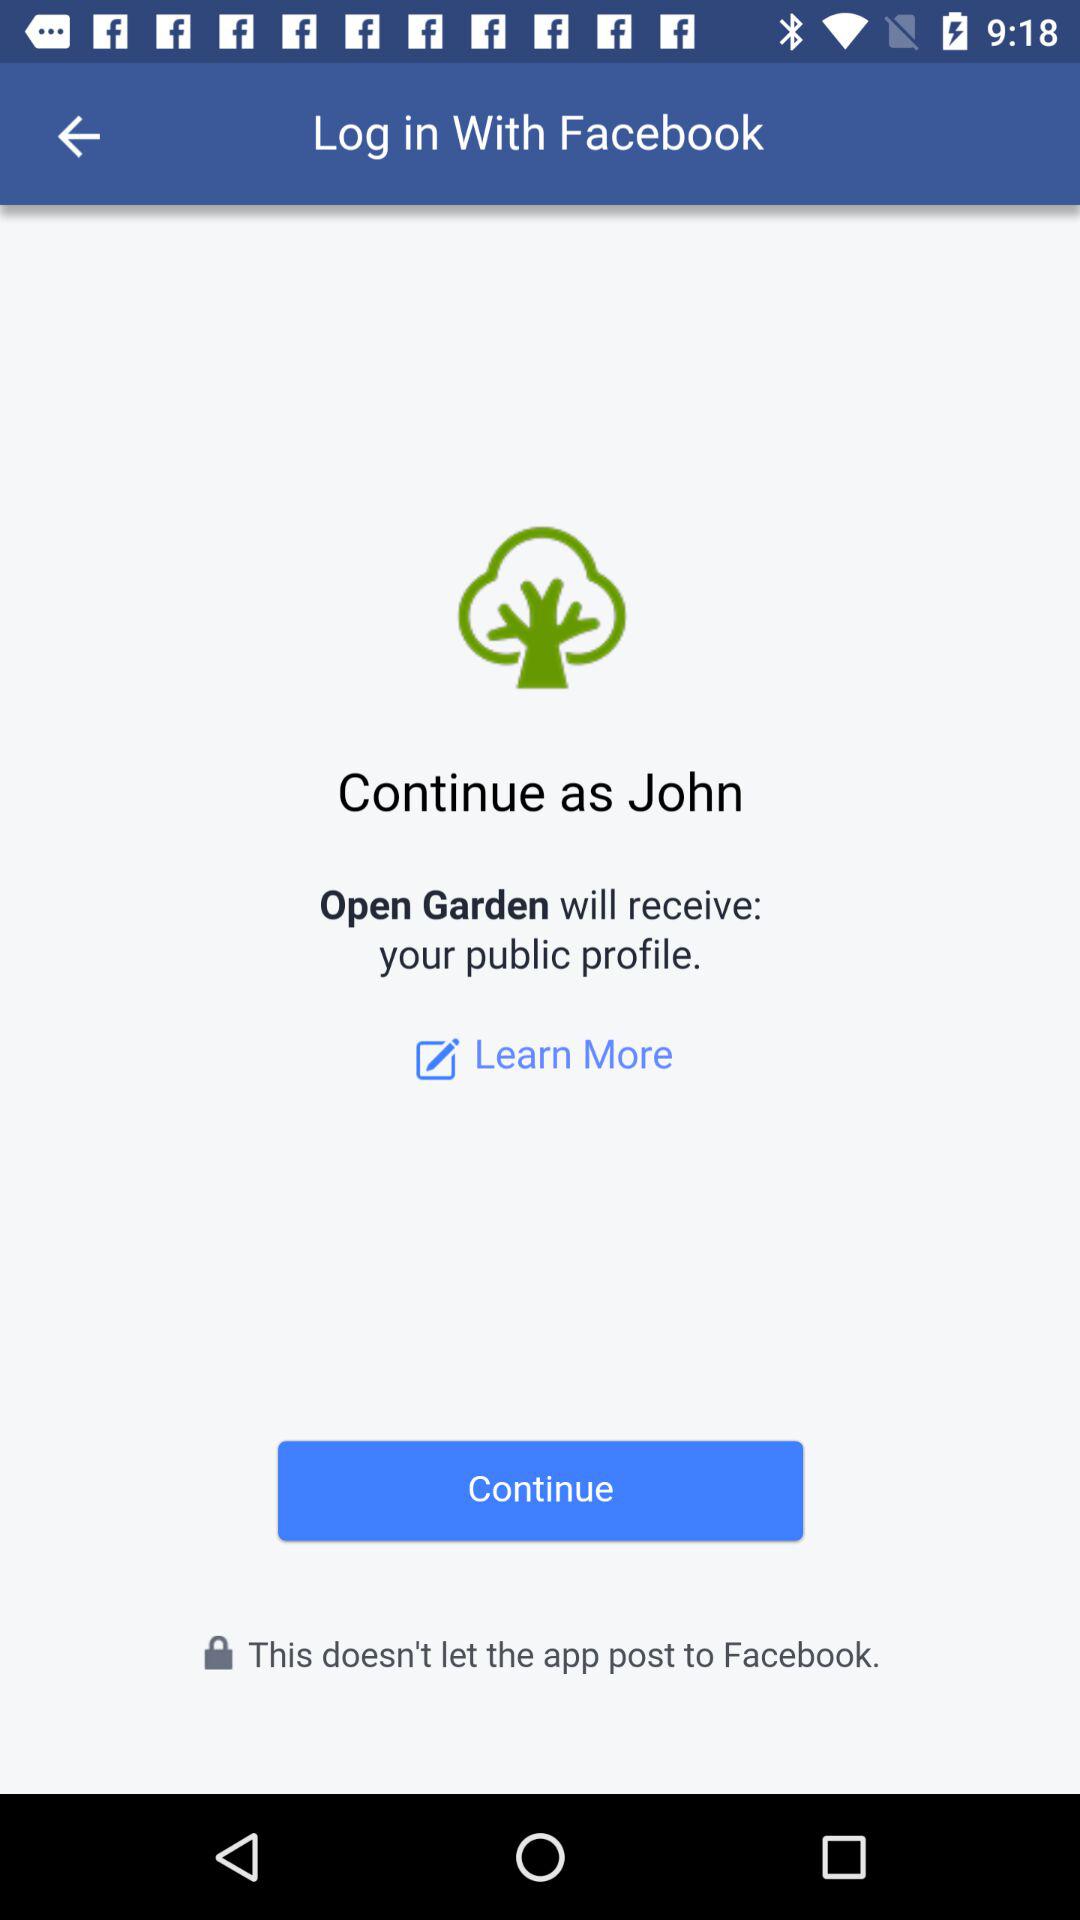 9:18
Log in With Facebook
Continue as John
Open Garden will receive:
your public profile.
Learn More
Continue
This doesn't let the app post to Facebook.